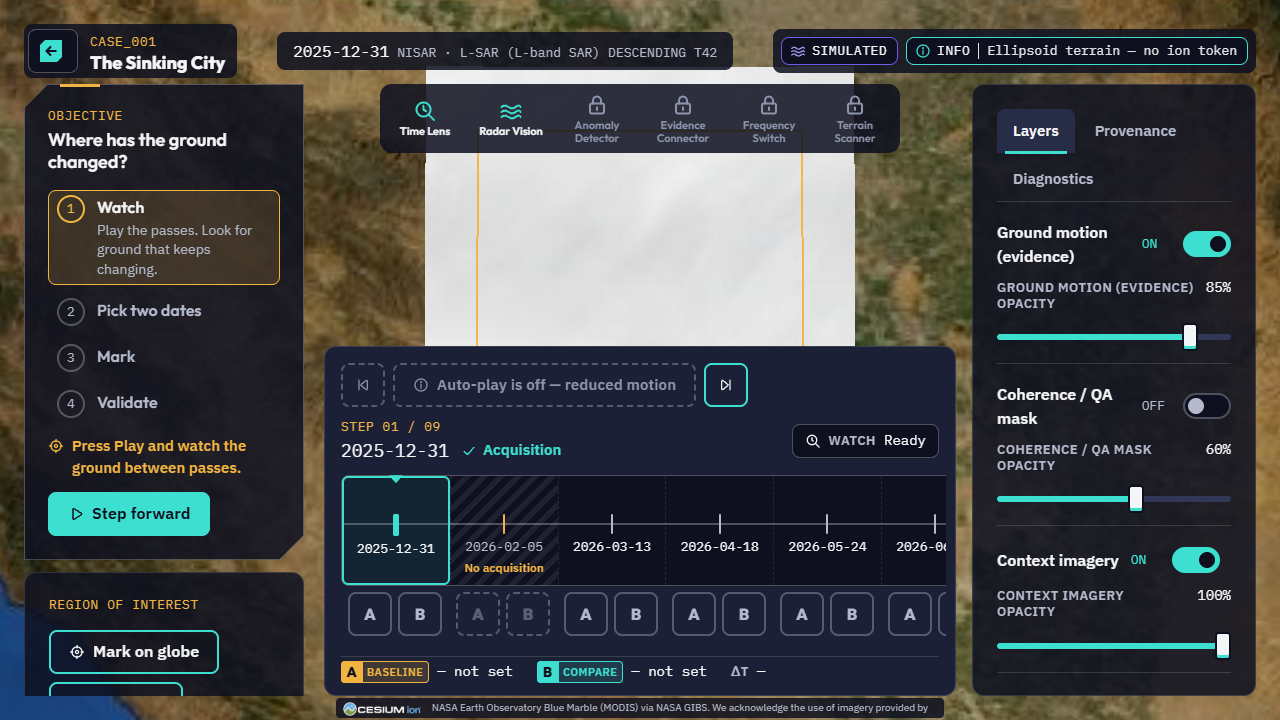 CASE_001
The Sinking City
2025-12-31 NISAR · L-SAR (L-band SAR) DESCENDING T42
SIMULATED
INFO | Ellipsoid terrain — no ion token
OBJECTIVE
Where has the ground
changed?
1 Watch
Play the passes. Look for
ground that keeps
changing.
2 Pick two dates
3 Mark
4 Validate
Press Play and watch the
ground between passes.
Step forward
REGION OF INTEREST
Mark on globe
Time Lens
Radar Vision
Anomaly
Detector
Evidence
Connector
Frequency
Switch
Terrain
Scanner
Auto-play is off — reduced motion
STEP 01 / 09
2025-12-31 Acquisition
WATCH Ready
2025-12-31
2026-02-05
No acquisition
2026-03-13
2026-04-18
2026-05-24
2026-06
A B A B A B A B A B A
A BASELINE — not set B COMPARE — not set ΔT —
CESIUM ion NASA Earth Observatory Blue Marble (MODIS) via NASA GIBS. We acknowledge the use of imagery provided by
Layers
Provenance
Diagnostics
Ground motion
(evidence)
ON
GROUND MOTION (EVIDENCE)
OPACITY
85%
Coherence / QA
mask
OFF
COHERENCE / QA MASK
OPACITY
60%
Context imagery ON
CONTEXT IMAGERY
OPACITY
100%